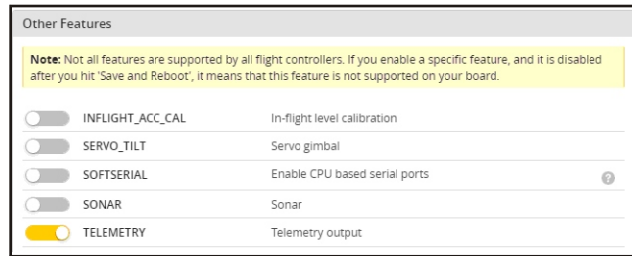 Other Features
Note: Not all features are supported by all flight controllers. If you enable a specific feature, and it is disabled
after you hit 'Save and Reboot', it means that this feature is not supported on your board.
INFLIGHT_ACC_CAL In-flight level calibration
SERVO_TILT Servo gimbal
SOFTSERIAL Enable CPU based serial ports ?
SONAR Sonar
TELEMETRY Telemetry output